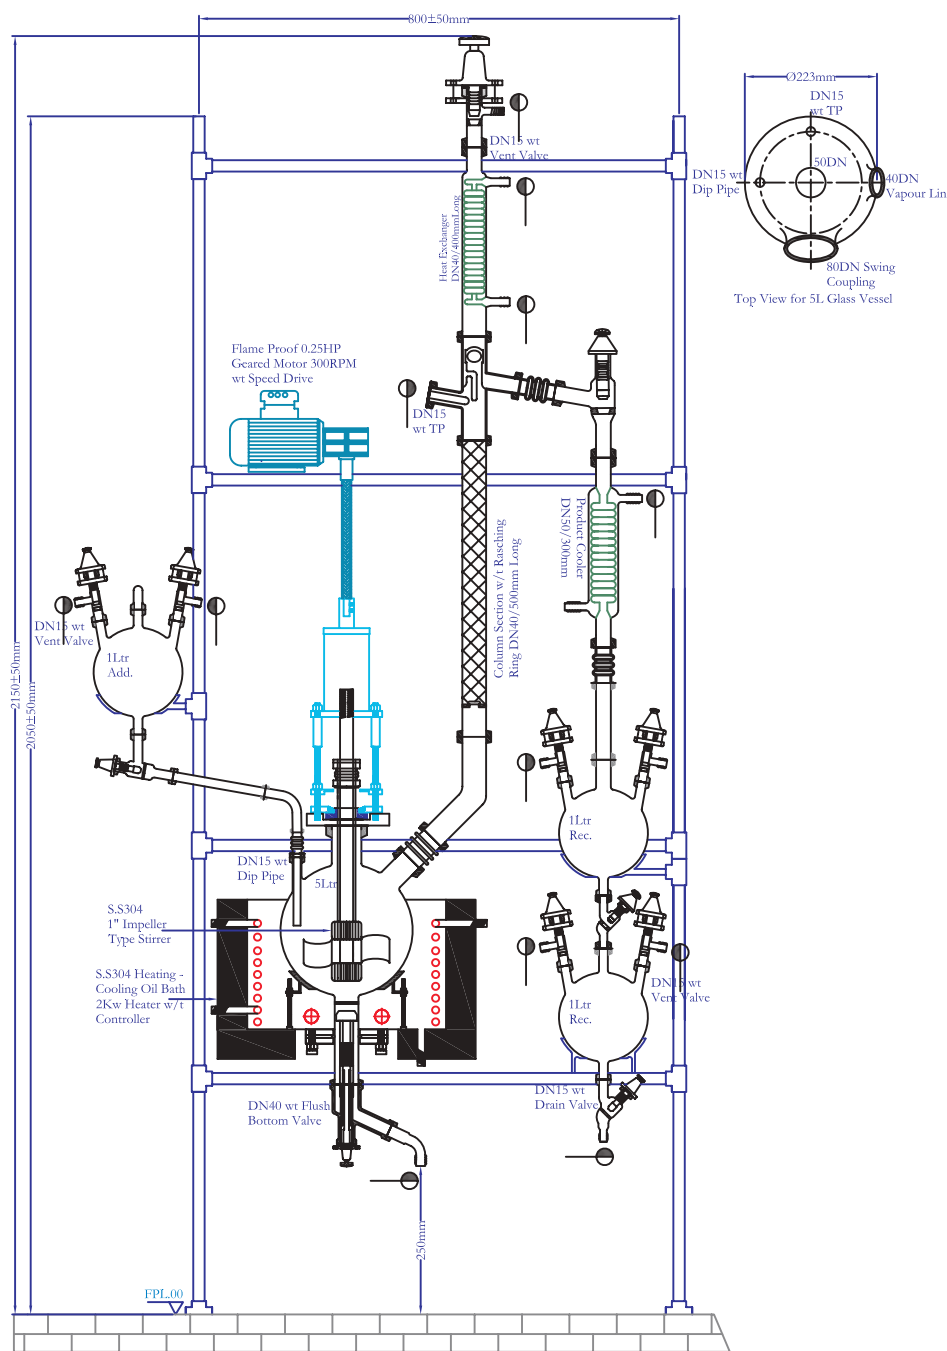 800±50mm
Ø223mm
DN15
wt TP
50DN
DN15 wt
Dip Pipe
40DN
Vapour Lin
80DN Swing
Coupling
Top View for 5L Glass Vessel
DN15 wt
Vent Valve
Heat Exchanger
DN40/400mmLong
Flame Proof 0.25HP
Geared Motor 300RPM
wt Speed Drive
DN15
wt TP
Column Section w/t Rasching
Ring DN40/500mm Long
Product Cooler
DN50/300mm
DN15 wt
Vent Valve
1Ltr
Add.
2150±50mm
2050±50mm
1Ltr
Rec.
DN15 wt
Dip Pipe
5Ltr
S.S304
1" Impeller
Type Stirrer
S.S304 Heating -
Cooling Oil Bath
2Kw Heater w/t
Controller
DN15 wt
Vent Valve
1Ltr
Rec.
DN15 wt
Drain Valve
DN40 wt Flush
Bottom Valve
250mm
FPL.00